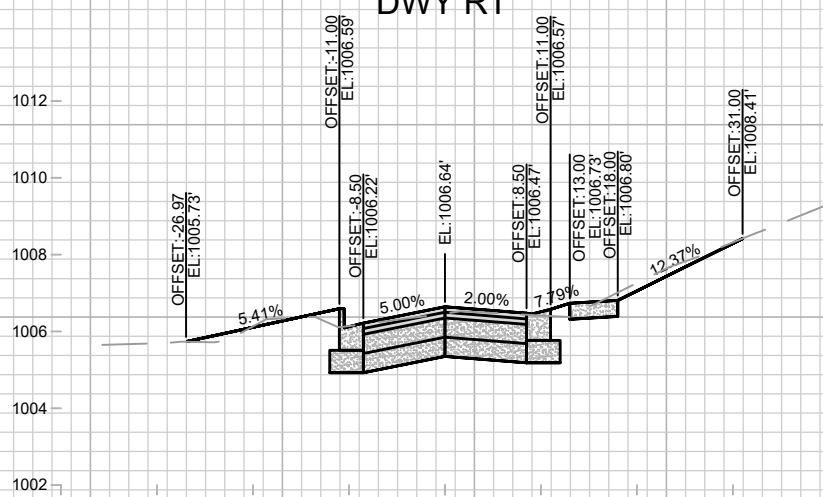 DWY RT
OFFSET:-11.00
EL:1006.59'
OFFSET:11.00
EL:1006.57'
1012
OFFSET:31.00
EL:1008.41'
1010
OFFSET:-26.97
EL:1005.73'
OFFSET:-8.50
EL:1006.22'
EL:1006.64'
OFFSET:8.50
EL:1006.47'
OFFSET:13.00
EL:1006.73'
OFFSET:18.00
EL:1006.80'
1008
12.37%
5.41%
5.00%
2.00%
7.79%
1006
1004
1002